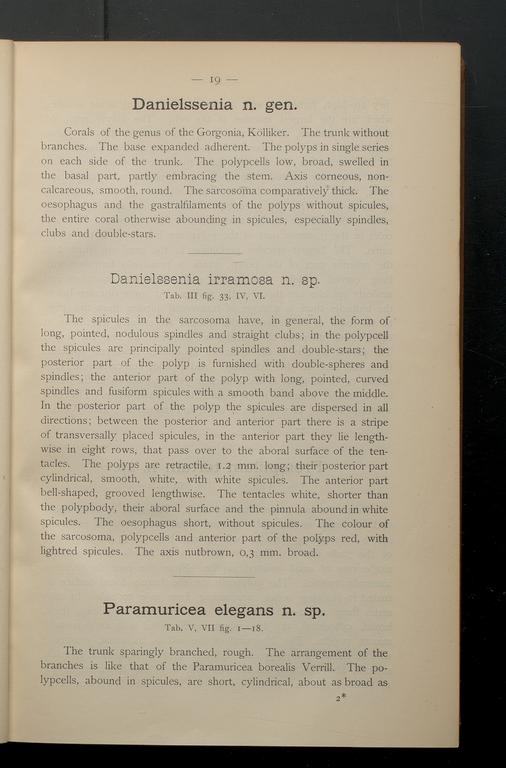 — 19 —
Danielssenia n. gen.
Corals of the genus of the Gorgonia, Kölliker. The trunk without
branches. The base expanded adherent. The polyps in single series
on each side of the trunk. The polypcells low, broad, swelled in
the basal part, partly embracing the stem. Axis corneous, non-
calcareous, smooth, round. The sarcosoma comparatively thick. The
oesophagus and the gastralfilaments of the polyps without spicules,
the entire coral otherwise abounding in spicules, especially spindles,
clubs and double-stars.
Danielssenia irramosa n. sp.
Tab. III fig. 33, IV, VI.
The spicules in the sarcosoma have, in general, the form of
long, pointed, nodulous spindles and straight clubs; in the polypcell
the spicules are principally pointed spindles and double-stars; the
posterior part of the polyp is furnished with double-spheres and
spindles; the anterior part of the polyp with long, pointed, curved
spindles and fusiform spicules with a smooth band above the middle.
In the posterior part of the polyp the spicules are dispersed in all
directions; between the posterior and anterior part there is a stripe
of transversally placed spicules, in the anterior part they lie length-
wise in eight rows, that pass over to the aboral surface of the ten-
tacles. The polyps are retractile, 1.2 mm. long; their posterior part
cylindrical, smooth, white, with white spicules. The anterior part
bell-shaped, grooved lengthwise. The tentacles white, shorter than
the polypbody, their aboral surface and the pinnula abound in white
spicules. The oesophagus short, without spicules. The colour of
the sarcosoma, polypcells and anterior part of the polyps red, with
lightred spicules. The axis nutbrown, 0,3 mm. broad.
Paramuricea elegans n. sp.
Tab. V, VII fig. 1—18.
The trunk sparingly branched, rough. The arrangement of the
branches is like that of the Paramuricea borealis Verrill. The po-
lypcells, abound in spicules, are short, cylindrical, about as broad as
2*